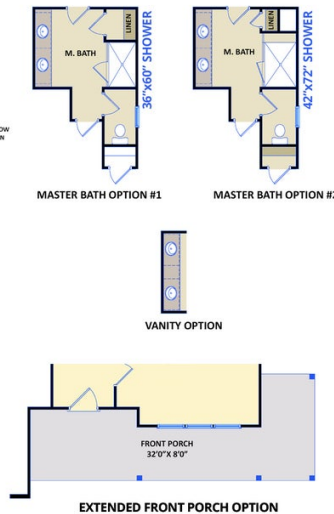 LINEN
M. BATH
36"x60" SHOWER
MASTER BATH OPTION #1
LINEN
M. BATH
42"x72" SHOWER
MASTER BATH OPTION #2
VANITY OPTION
FRONT PORCH
32'0"X 8'0"
EXTENDED FRONT PORCH OPTION